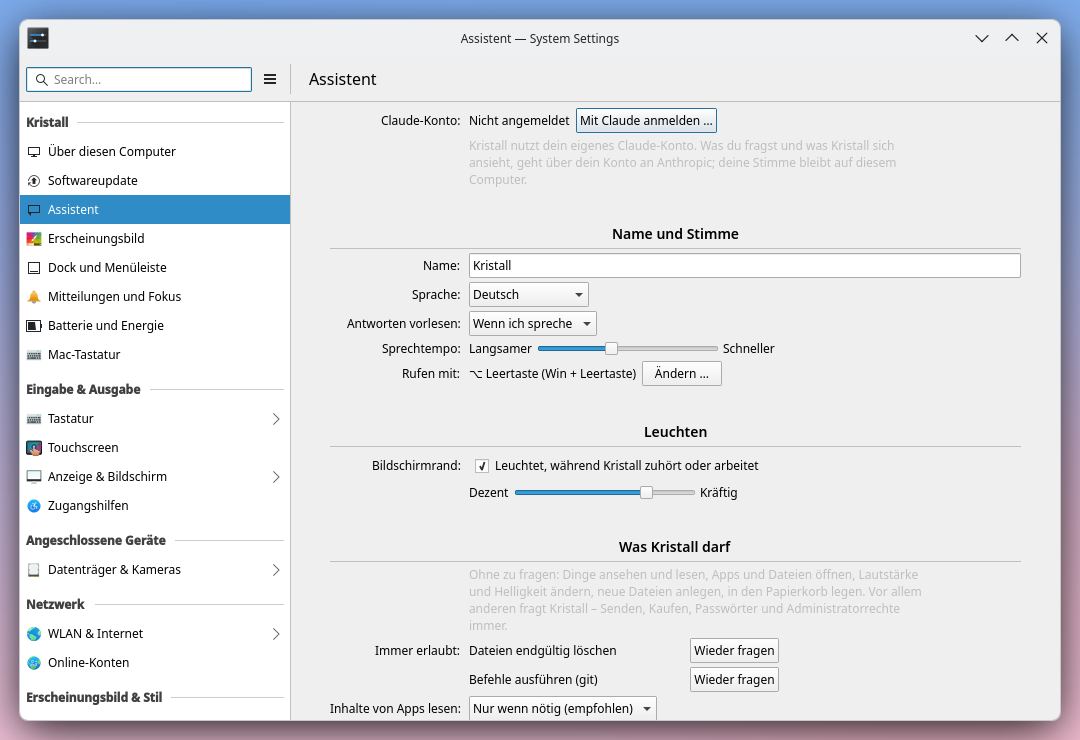 Assistent — System Settings
Search...
Assistent
Kristall
Über diesen Computer
Softwareupdate
Assistent
Erscheinungsbild
Dock und Menüleiste
Mitteilungen und Fokus
Batterie und Energie
Mac-Tastatur
Eingabe & Ausgabe
Tastatur
Touchscreen
Anzeige & Bildschirm
Zugangshilfen
Angeschlossene Geräte
Datenträger & Kameras
Netzwerk
WLAN & Internet
Online-Konten
Erscheinungsbild & Stil
Claude-Konto: Nicht angemeldet Mit Claude anmelden ...
Kristall nutzt dein eigenes Claude-Konto. Was du fragst und was Kristall sich
ansieht, geht über dein Konto an Anthropic; deine Stimme bleibt auf diesem
Computer.
Name und Stimme
Name: Kristall
Sprache: Deutsch
Antworten vorlesen: Wenn ich spreche
Sprechtempo: Langsamer Schneller
Rufen mit: ⌥ Leertaste (Win + Leertaste) Ändern ...
Leuchten
Bildschirmrand: Leuchtet, während Kristall zuhört oder arbeitet
Dezent Kräftig
Was Kristall darf
Ohne zu fragen: Dinge ansehen und lesen, Apps und Dateien öffnen, Lautstärke
und Helligkeit ändern, neue Dateien anlegen, in den Papierkorb legen. Vor allem
anderen fragt Kristall – Senden, Kaufen, Passwörter und Administratorrechte
immer.
Immer erlaubt: Dateien endgültig löschen Wieder fragen
Befehle ausführen (git) Wieder fragen
Inhalte von Apps lesen: Nur wenn nötig (empfohlen)